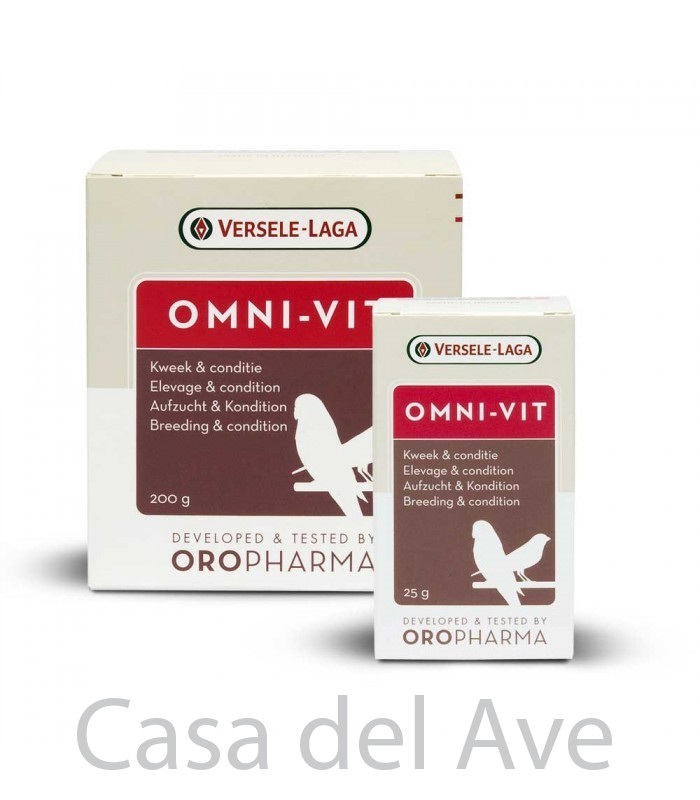 VERSELE-LAGA
OMNI-VIT
Kweek & conditie
Elevage & condition
Aufzucht & Kondition
Breeding & condition
200 g
DEVELOPED & TESTED BY
OROPHARMA
VERSELE-LAGA
OMNI-VIT
Kweek & conditie
Elevage & condition
Aufzucht & Kondition
Breeding & condition
25 g
DEVELOPED & TESTED BY
OROPHARMA
Casa del Ave